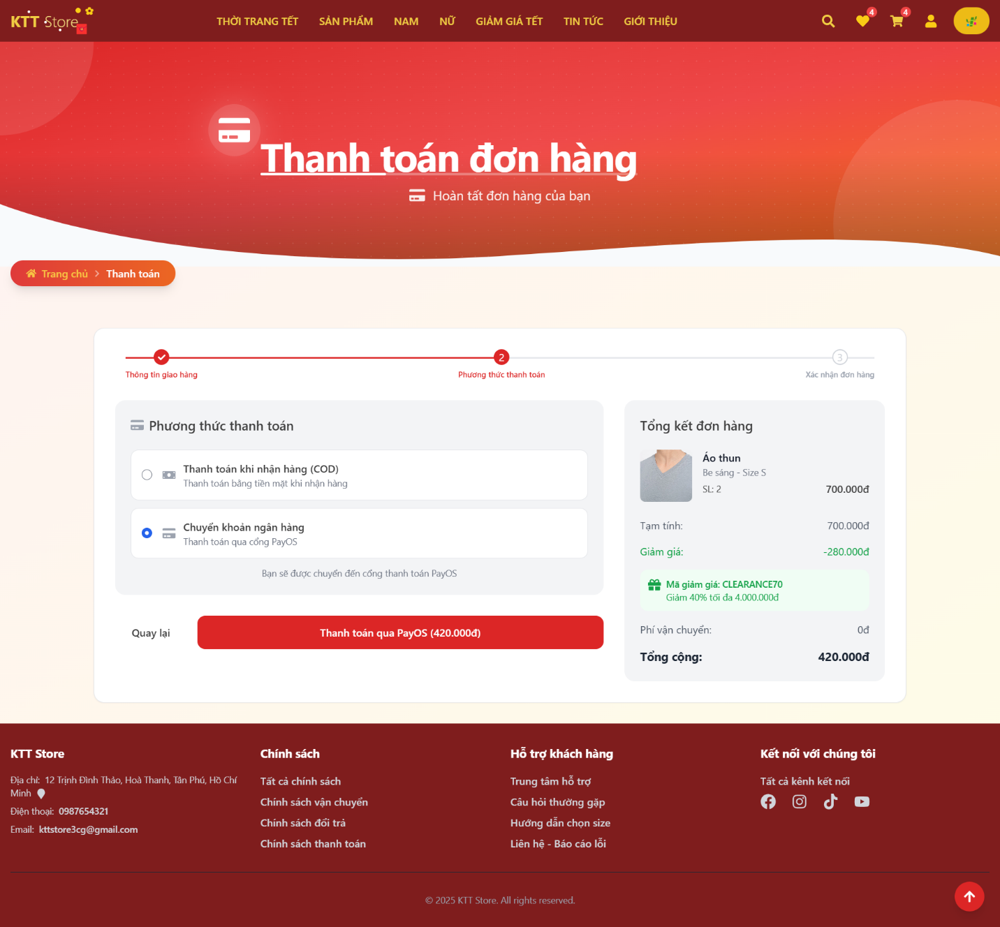 KTT Store
THỜI TRANG TẾT
SẢN PHẨM
NAM
NỮ
GIẢM GIÁ TẾT
TIN TỨC
GIỚI THIỆU
4
4
Thanh toán đơn hàng
Hoàn tất đơn hàng của bạn
Trang chủ
Thanh toán
2
3
Thông tin giao hàng
Phương thức thanh toán
Xác nhận đơn hàng
Phương thức thanh toán
Thanh toán khi nhận hàng (COD)
Thanh toán bằng tiền mặt khi nhận hàng
Chuyển khoản ngân hàng
Thanh toán qua cổng PayOS
Bạn sẽ được chuyển đến cổng thanh toán PayOS
Quay lại
Thanh toán qua PayOS (420.000đ)
Tổng kết đơn hàng
Áo thun
Be sáng - Size S
SL: 2
700.000đ
Tạm tính:
700.000đ
Giảm giá:
-280.000đ
Mã giảm giá: CLEARANCE70
Giảm 40% tối đa 4.000.000đ
Phí vận chuyển:
0đ
Tổng cộng:
420.000đ
KTT Store
Địa chỉ: 12 Trịnh Đình Thảo, Hoà Thanh, Tân Phú, Hồ Chí
Minh
Điện thoại: 0987654321
Email: kttstore3cg@gmail.com
Chính sách
Tất cả chính sách
Chính sách vận chuyển
Chính sách đổi trả
Chính sách thanh toán
Hỗ trợ khách hàng
Trung tâm hỗ trợ
Câu hỏi thường gặp
Hướng dẫn chọn size
Liên hệ - Báo cáo lỗi
Kết nối với chúng tôi
Tất cả kênh kết nối
© 2025 KTT Store. All rights reserved.